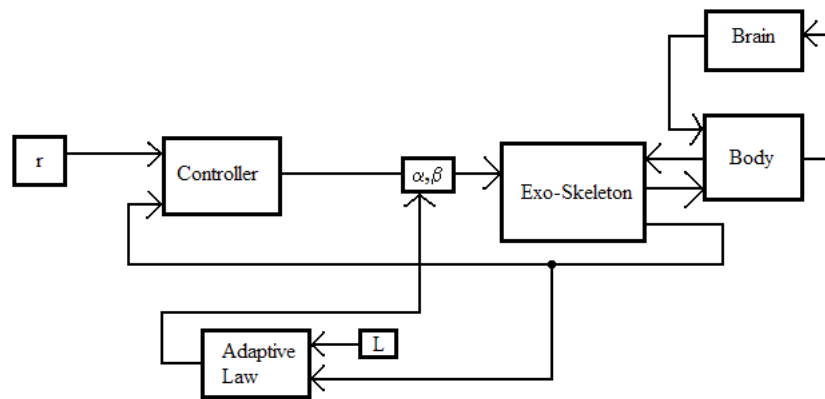 Brain
r
Controller
α,β
Exo-Skeleton
Body
Adaptive
Law
L